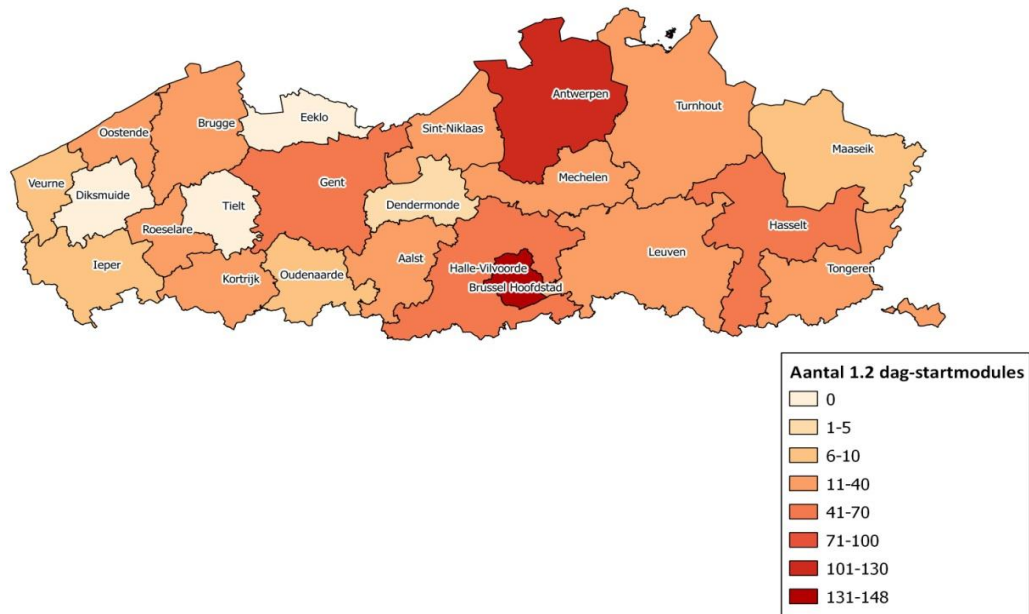 Antwerpen
Turnhout
Eeklo
Brugge
Oostende
Sint-Niklaas
Maaseik
Mechelen
Veurne
Gent
Diksmuide
Tielt
Dendermonde
Hasselt
Roeselare
Leuven
Aalst
Ieper
Halle-Vilvoorde
Tongeren
Oudenaarde
Kortrijk
Brussel Hoofdstad
Aantal 1.2 dag-startmodules
0
1-5
6-10
11-40
41-70
71-100
101-130
131-148